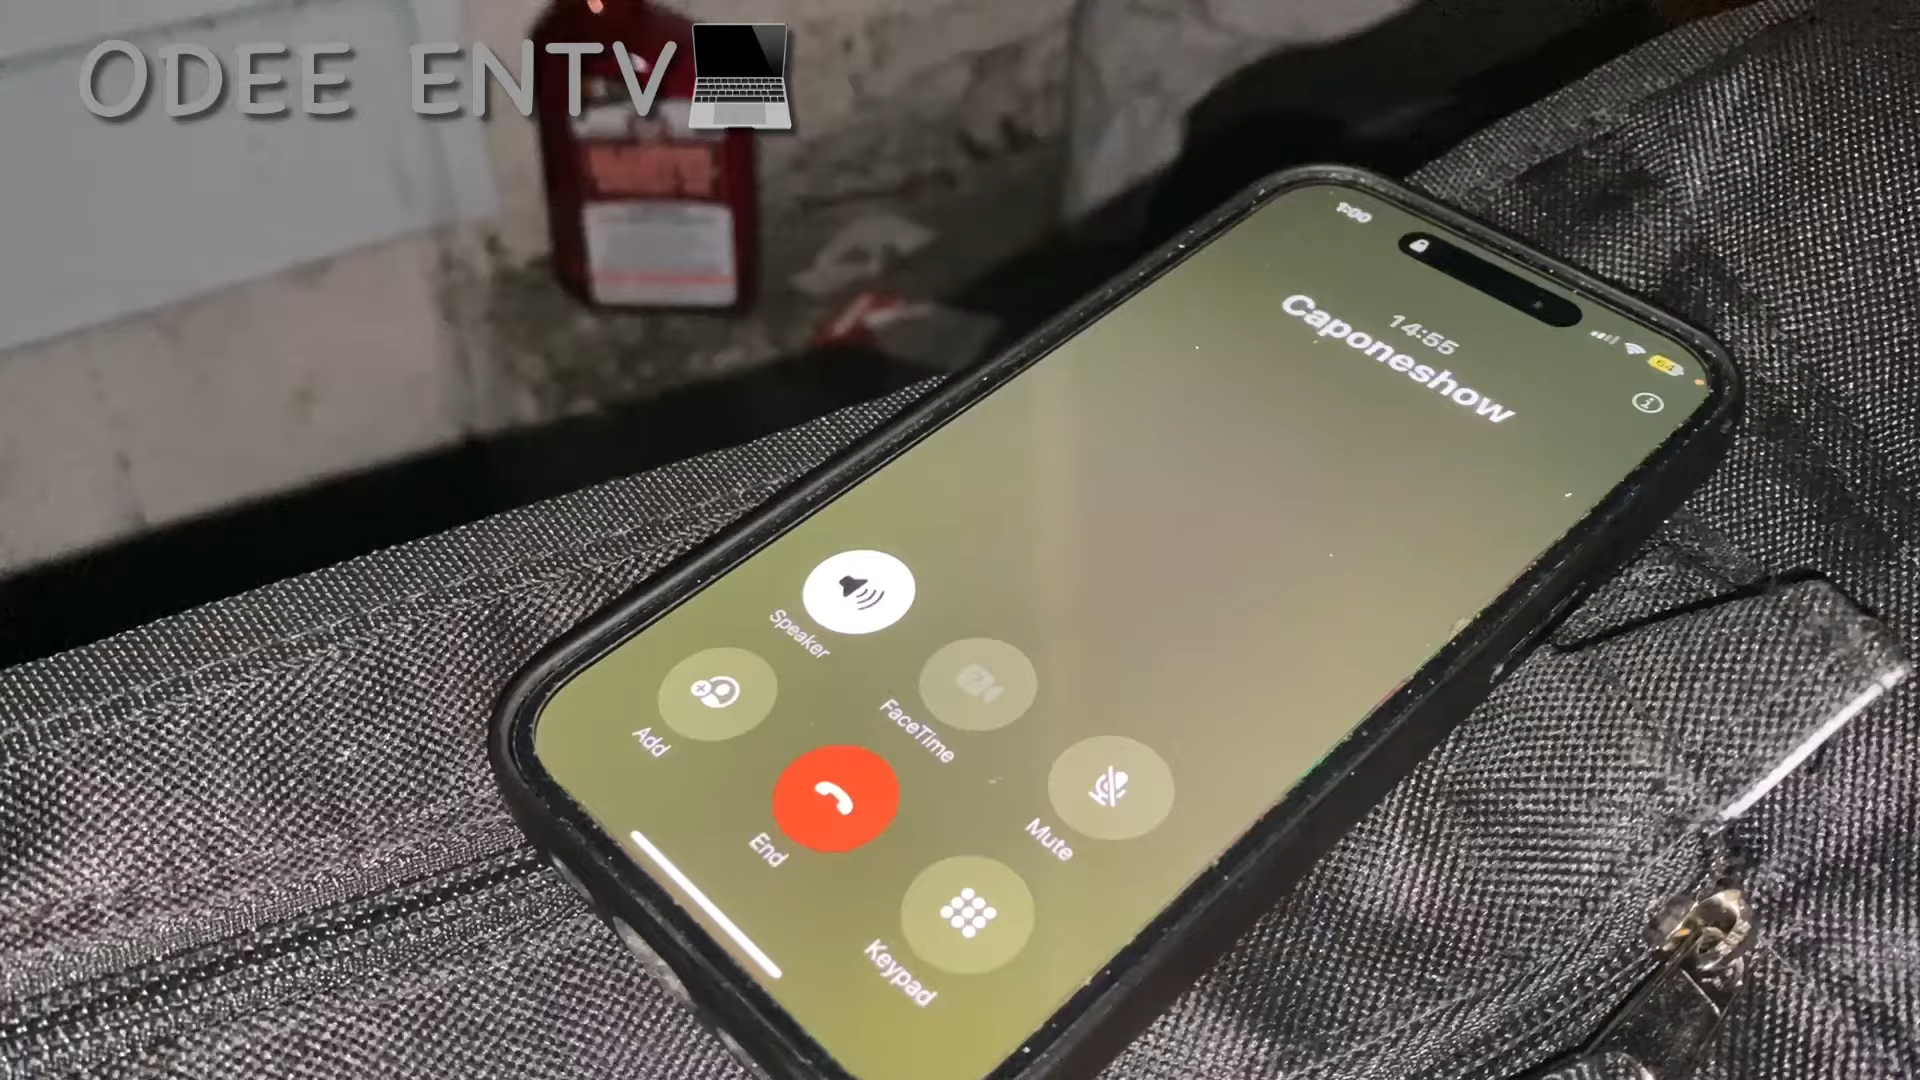 ODEE ENTV
14:55
Caponeshow
Speaker
FaceTime
Mute
Add
End
Keypad